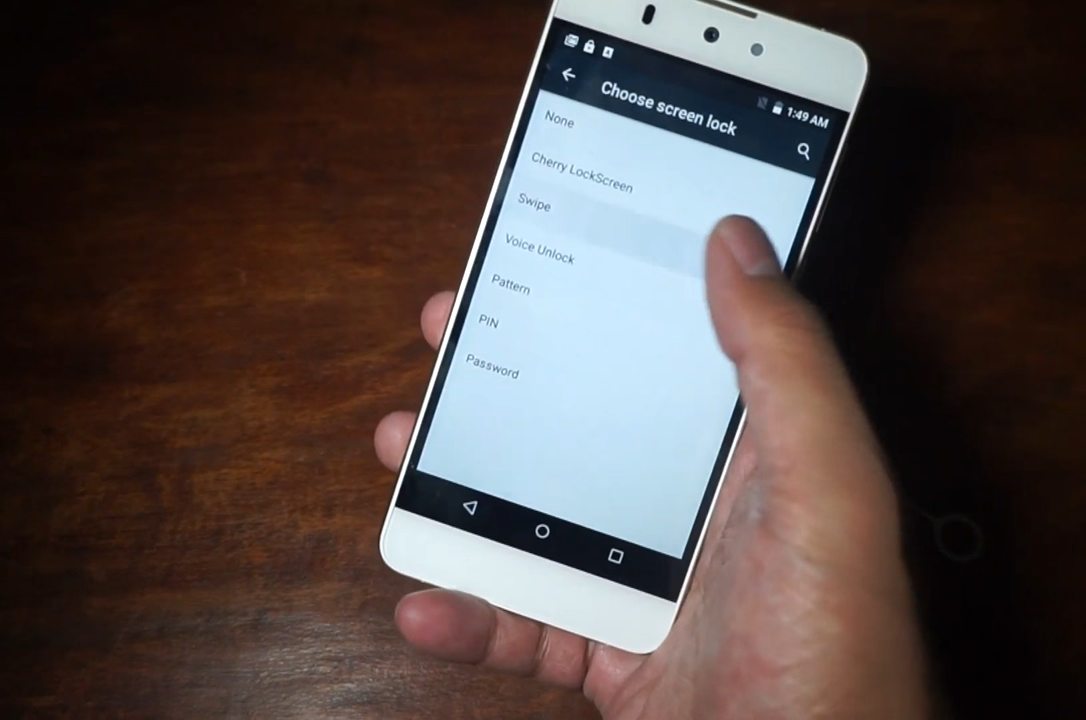 1:49 AM
Choose screen lock
None
Cherry LockScreen
Swipe
Voice Unlock
Pattern
PIN
Password